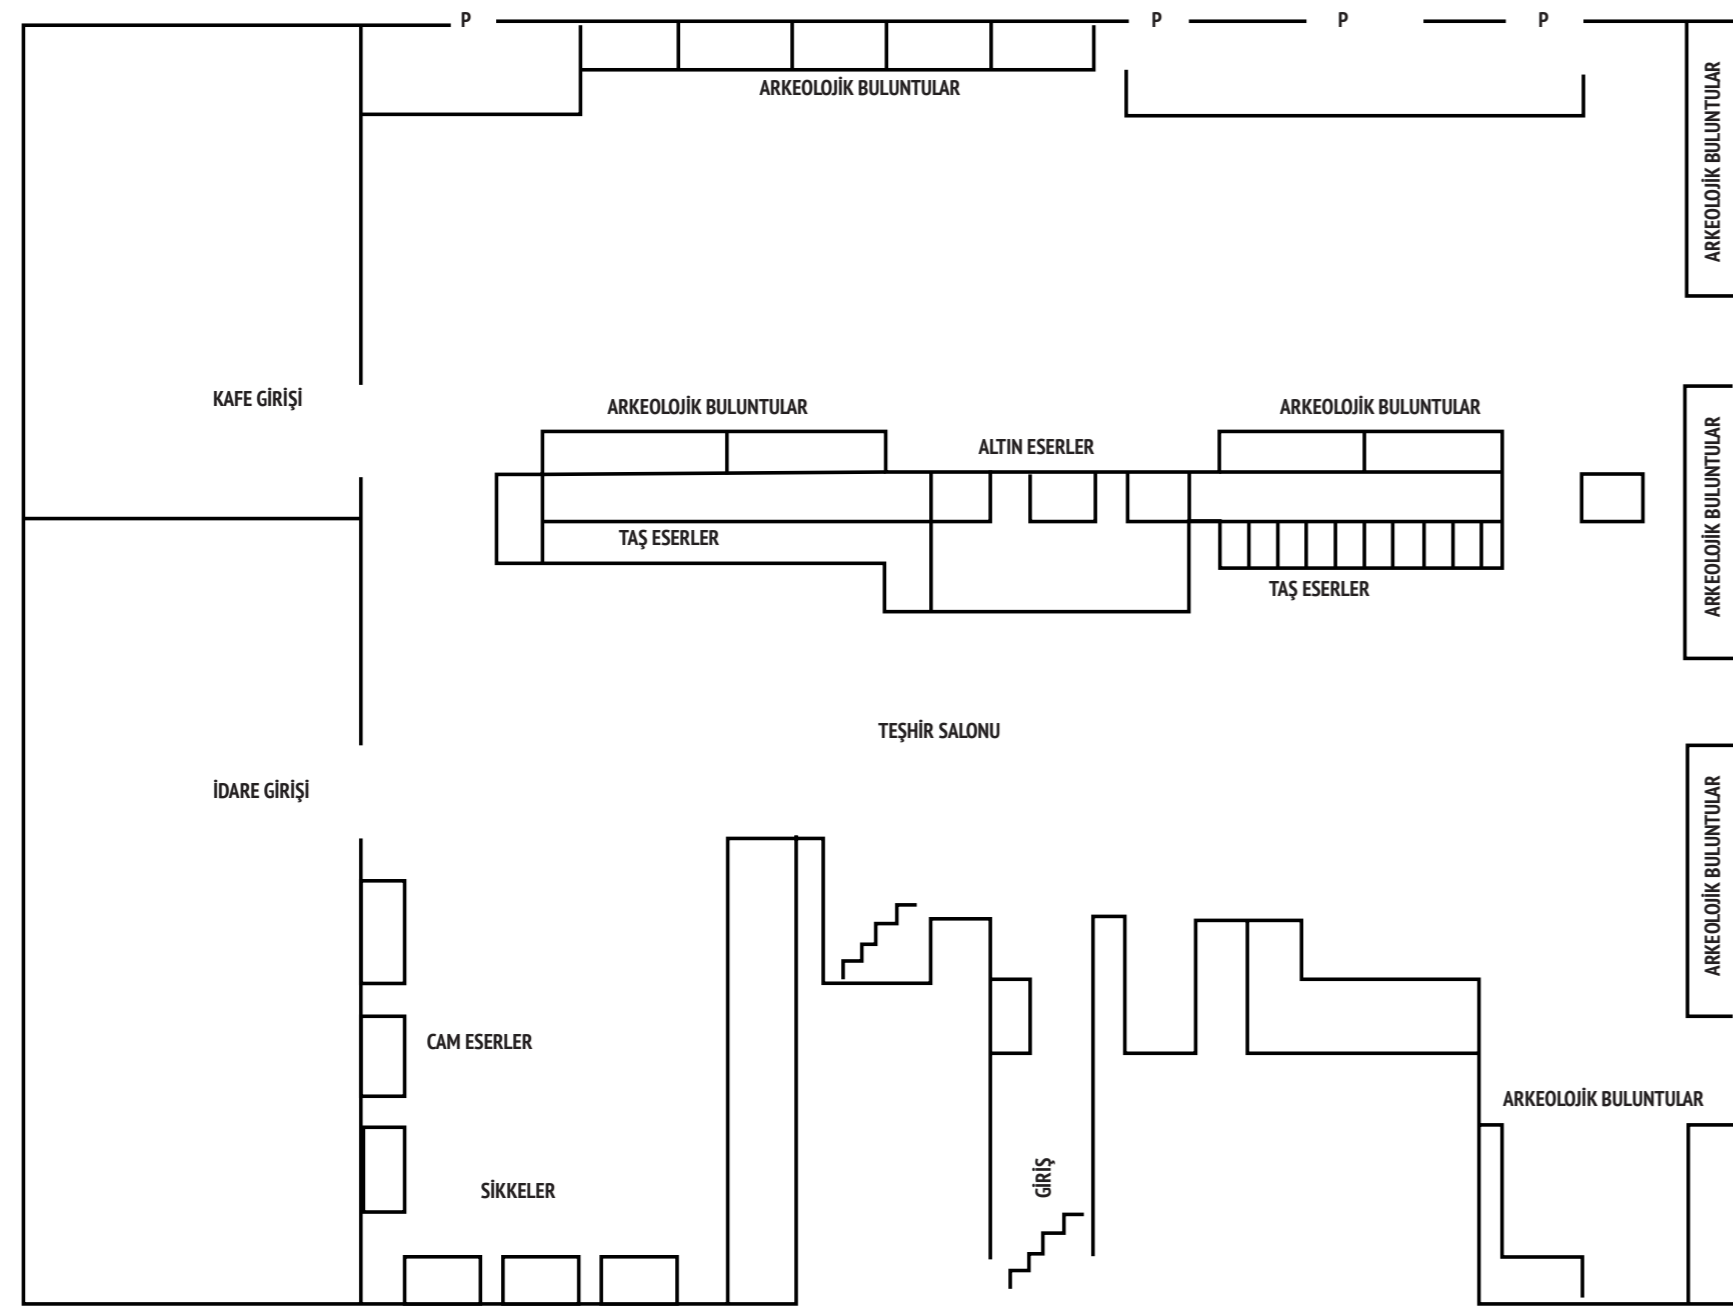 P
P
P
P
ARKEOLOJİK BULUNTULAR
ARKEOLOJİK BULUNTULAR
KAFE GİRİŞİ
ARKEOLOJİK BULUNTULAR
ARKEOLOJİK BULUNTULAR
ALTIN ESERLER
ARKEOLOJİK BULUNTULAR
TAŞ ESERLER
TAŞ ESERLER
TEŞHİR SALONU
İDARE GİRİŞİ
ARKEOLOJİK BULUNTULAR
CAM ESERLER
ARKEOLOJİK BULUNTULAR
SİKKELER
GİRİŞ